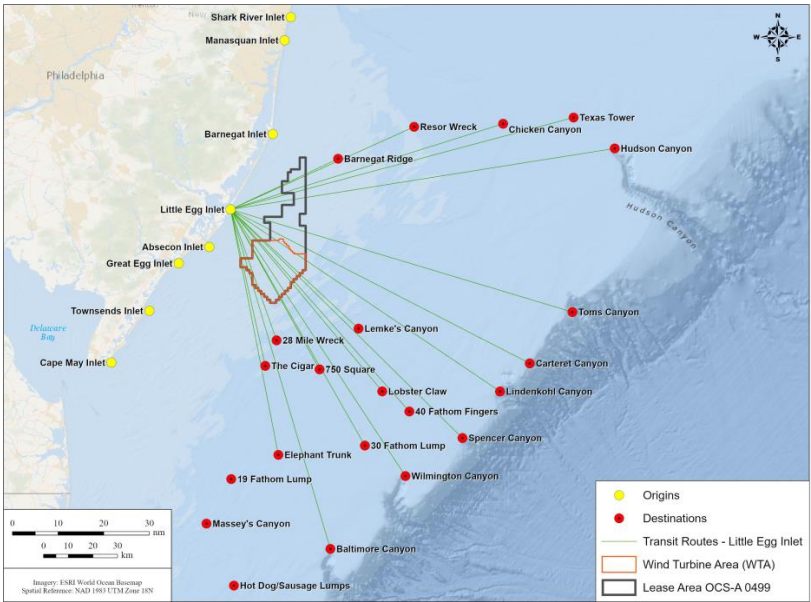 Shark River Inlet
Manasquan Inlet
N
W
E
S
Philadelphia
Texas Tower
Resor Wreck
Chicken Canyon
Barnegat Inlet
Hudson Canyon
Barnegat Ridge
Little Egg Inlet
Hudson Canyon
Absecon Inlet
Great Egg Inlet
Townsends Inlet
Toms Canyon
Delaware
Bay
Lemke's Canyon
28 Mile Wreck
Cape May Inlet
Carteret Canyon
The Cigar
750 Square
Lobster Claw
Lindenkohl Canyon
40 Fathom Fingers
Spencer Canyon
30 Fathom Lump
Elephant Trunk
Wilmington Canyon
19 Fathom Lump
Massey's Canyon
Baltimore Canyon
Hot Dog/Sausage Lumps
0 10 20 30
nm
0 10 20 30
km
Imagery: ESRI World Ocean Basemap
Spatial Reference: NAD 1983 UTM Zone 18N
Origins
Destinations
Transit Routes - Little Egg Inlet
Wind Turbine Area (WTA)
Lease Area OCS-A 0499